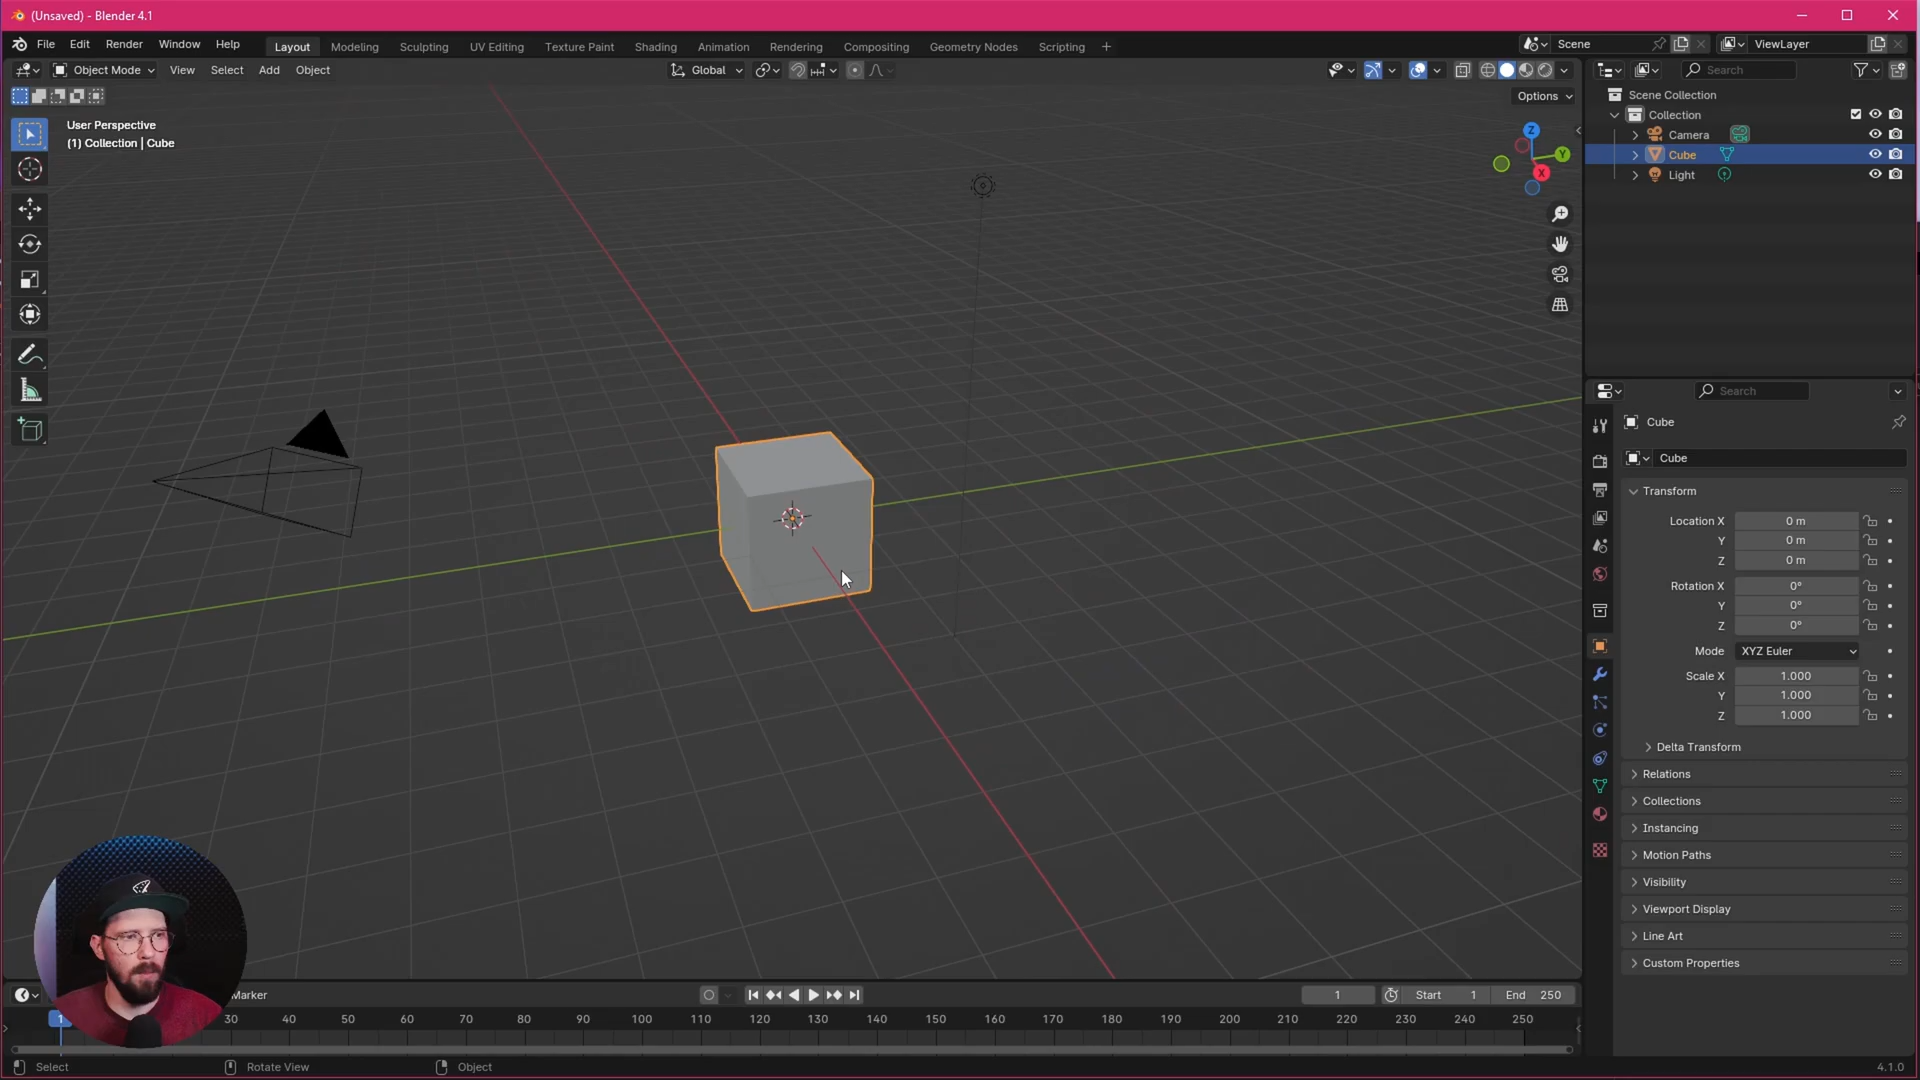 (Unsaved) - Blender 4.1
File Edit Render Window Help Layout Modeling Sculpting UV Editing Texture Paint Shading Animation Rendering Compositing Geometry Nodes Scripting + Scene ViewLayer
Object Mode View Select Add Object Global Search
Options
User Perspective
(1) Collection | Cube
Z
Y
X
Scene Collection
Collection
Camera
Cube
Light
Search
Cube
Cube
Transform
Location X 0 m
Y 0 m
Z 0 m
Rotation X 0°
Y 0°
Z 0°
Mode XYZ Euler
Scale X 1.000
Y 1.000
Z 1.000
Delta Transform
Relations
Collections
Instancing
Motion Paths
Visibility
Viewport Display
Line Art
Custom Properties
Marker 1 Start 1 End 250
1 30 40 50 60 70 80 90 100 110 120 130 140 150 160 170 180 190 200 210 220 230 240 250
Select Rotate View Object 4.1.0